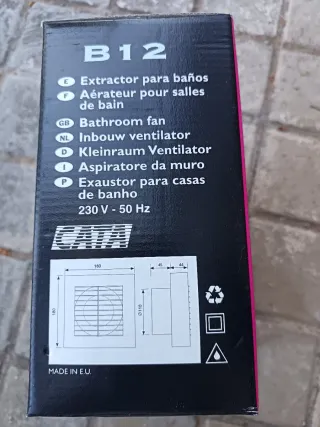 B12
E Extractor para baños
F Aérateur pour salles
de bain
GB Bathroom fan
NL Inbouw ventilator
D Kleinraum Ventilator
I Aspiratore da muro
P Exaustor para casas
de banho
230 V - 50 Hz
CATA
MADE IN E.U.